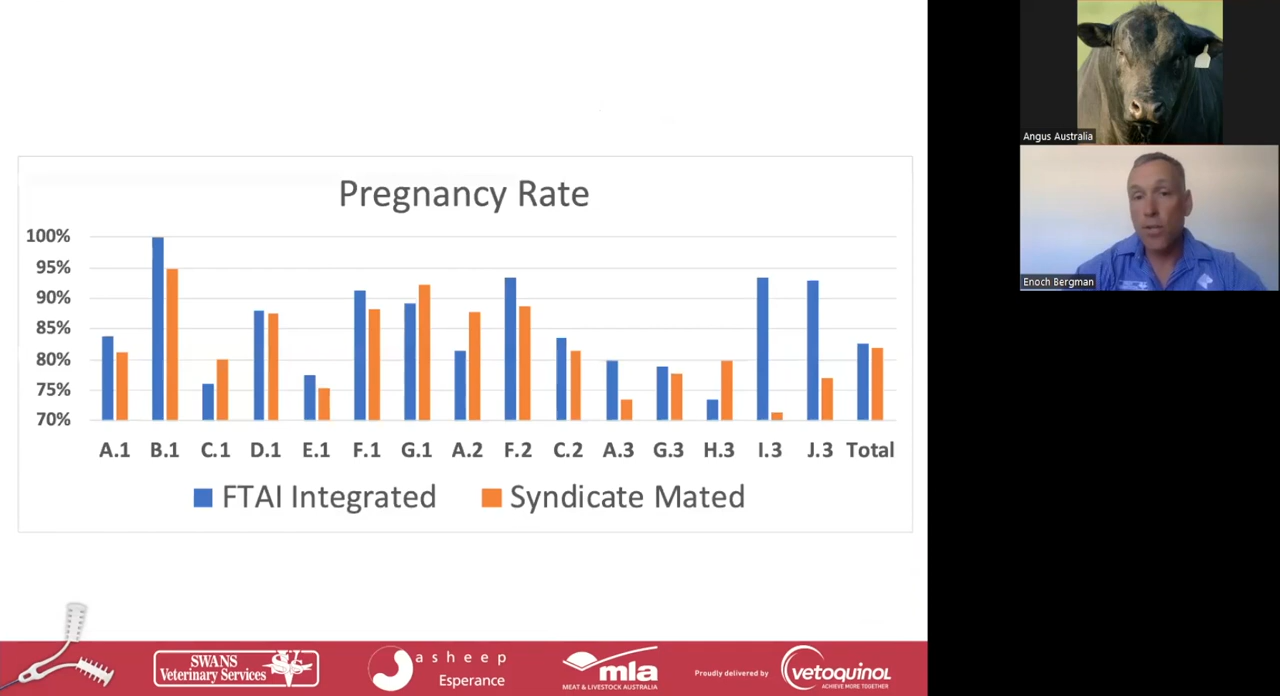 Pregnancy Rate
100%
95%
90%
85%
80%
75%
70%
A.1 B.1 C.1 D.1 E.1 F.1 G.1 A.2 F.2 C.2 A.3 G.3 H.3 I.3 J.3 Total
FTAI Integrated Syndicate Mated
SWANS
Veterinary Services
asheep
Esperance
mla
MEAT & LIVESTOCK AUSTRALIA
Proudly delivered by
vetoquinol
ACHIEVE MORE TOGETHER
Angus Australia
Enoch Bergman